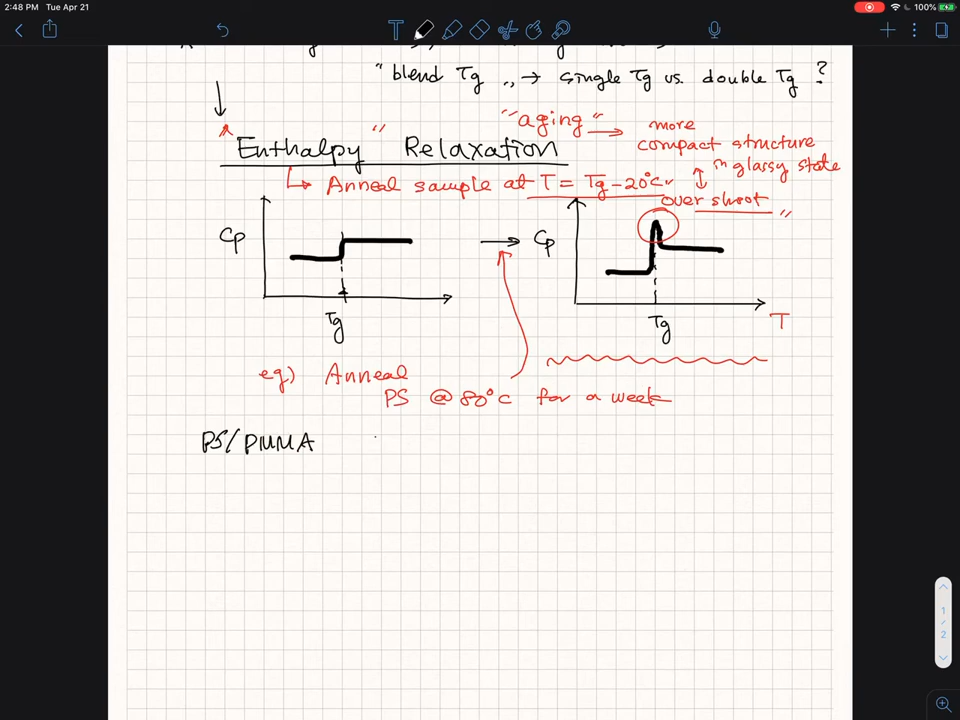 2:48 PM Tue Apr 21
100%
T
"blend Tg „ → single Tg vs. double Tg ?
"aging" → more
compact structure
in glassy state
"Enthalpy" Relaxation
Anneal sample at T = Tg-20°C
"over shoot"
Cp
Tg
Cp
Tg
T
eg) Anneal
PS @ 80°C for a week
PS/PMMA
1
/
2